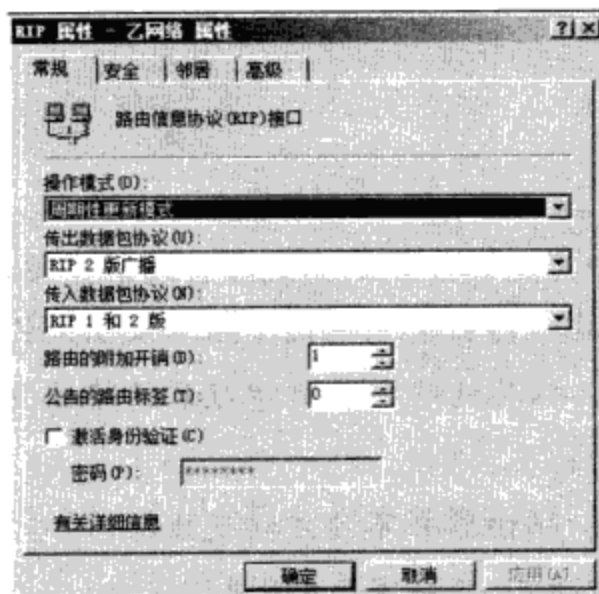 RIP 属性 - 乙网络 属性
常规 安全 邻居 高级
路由信息协议(RIP)接口
操作模式(O):
周期性更新模式
传出数据包协议(U):
RIP 2 版广播
传入数据包协议(N):
RIP 1 和 2 版
路由的附加开销(D): 1
公告的路由标签(T): 0
激活身份验证(C)
密码(P): ********
有关详细信息
确定 取消 应用(A)